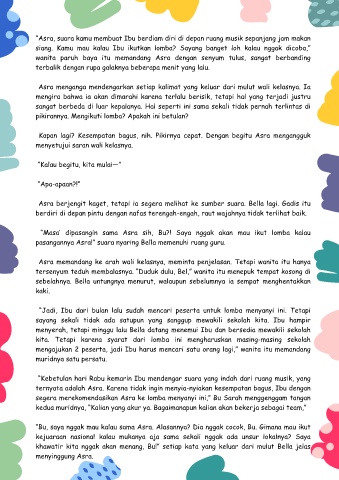 "Asra, suara kamu membuat Ibu berdiam dini di depan ruang musik sepanjang jam makan
siang. Kamu mau kalau Ibu ikutkan lomba? Sayang banget loh kalau nggak dicoba,"
wanita paruh baya itu memandang Asra dengan senyum tulus, sangat berbanding
terbalik dengan rupa galaknya beberapa menit yang lalu.
Asra menganga mendengarkan setiap kalimat yang keluar dari mulut wali kelasnya. Ia
mengira bahwa ia akan dimarahi karena terlalu berisik, tetapi hal yang terjadi justru
sangat berbeda di luar kepalanya. Hal seperti ini sama sekali tidak pernah terlintas di
pikirannya. Mengikuti lomba? Apakah ini betulan?
Kapan lagi? Kesempatan bagus, nih. Pikirnya cepat. Dengan begitu Asra mengangguk
menyetujui saran wali kelasnya.
"Kalau begitu, kita mulai—"
"Apa-apaan?!"
Asra berjengit kaget, tetapi ia segera melihat ke sumber suara. Bella lagi. Gadis itu
berdiri di depan pintu dengan nafas terengah-engah, raut wajahnya tidak terlihat baik.
"Masa' dipasangin sama Asra sih, Bu?! Saya nggak akan mau ikut lomba kalau
pasangannya Asra!" suara nyaring Bella memenuhi ruang guru.
Asra memandang ke arah wali kelasnya, meminta penjelasan. Tetapi wanita itu hanya
tersenyum teduh membalasnya. "Duduk dulu, Bel," wanita itu menepuk tempat kosong di
sebelahnya. Bella untungnya menurut, walaupun sebelumnya ia sempat menghentakkan
kaki.
"Jadi, Ibu dari bulan lalu sudah mencari peserta untuk lomba menyanyi ini. Tetapi
sayang sekali tidak ada satupun yang sanggup mewakili sekolah kita. Ibu hampir
menyerah, tetapi minggu lalu Bella datang menemui Ibu dan bersedia mewakili sekolah
kita. Tetapi karena syarat dari lomba ini mengharuskan masing-masing sekolah
mengajukan 2 peserta, jadi Ibu harus mencari satu orang lagi," wanita itu memandang
muridnya satu persatu.
"Kebetulan hari Rabu kemarin Ibu mendengar suara yang indah dari ruang musik, yang
ternyata adalah Asra. Karena tidak ingin menyia-nyiakan kesempatan bagus, Ibu dengan
segera merekomendasikan Asra ke lomba menyanyi ini," Bu Sarah menggenggam tangan
kedua muridnya, "Kalian yang akur ya. Bagaimanapun kalian akan bekerja sebagai team,"
"Bu, saya nggak mau kalau sama Asra. Alasannya? Dia nggak cocok, Bu. Gimana mau ikut
kejuaraan nasional kalau mukanya aja sama sekali nggak ada unsur lokalnya? Saya
khawatir kita nggak akan menang, Bu!" setiap kata yang keluar dari mulut Bella jelas
menyinggung Asra.